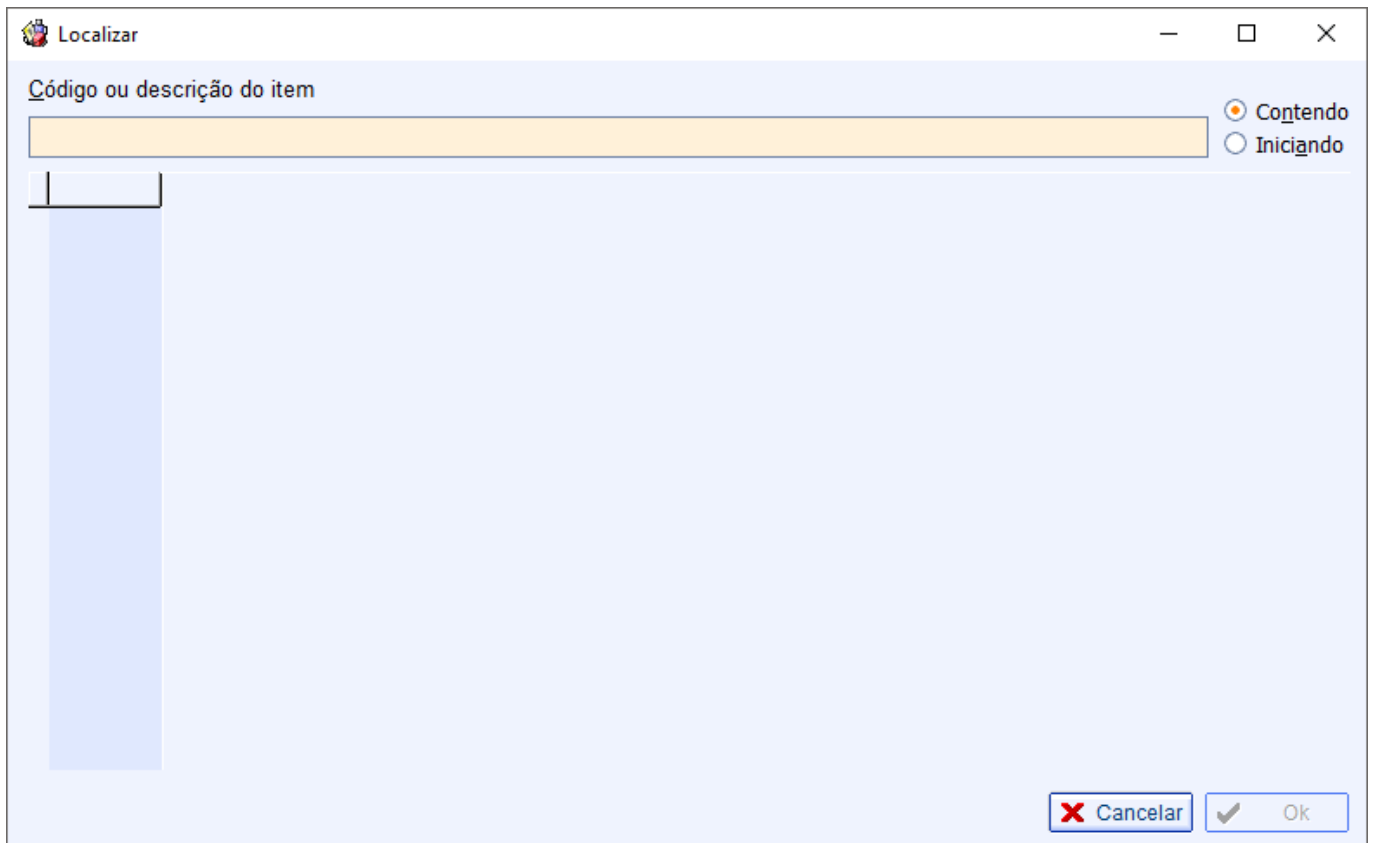 Localizar
Código ou descrição do item
Contendo
Iniciando
Cancelar
Ok